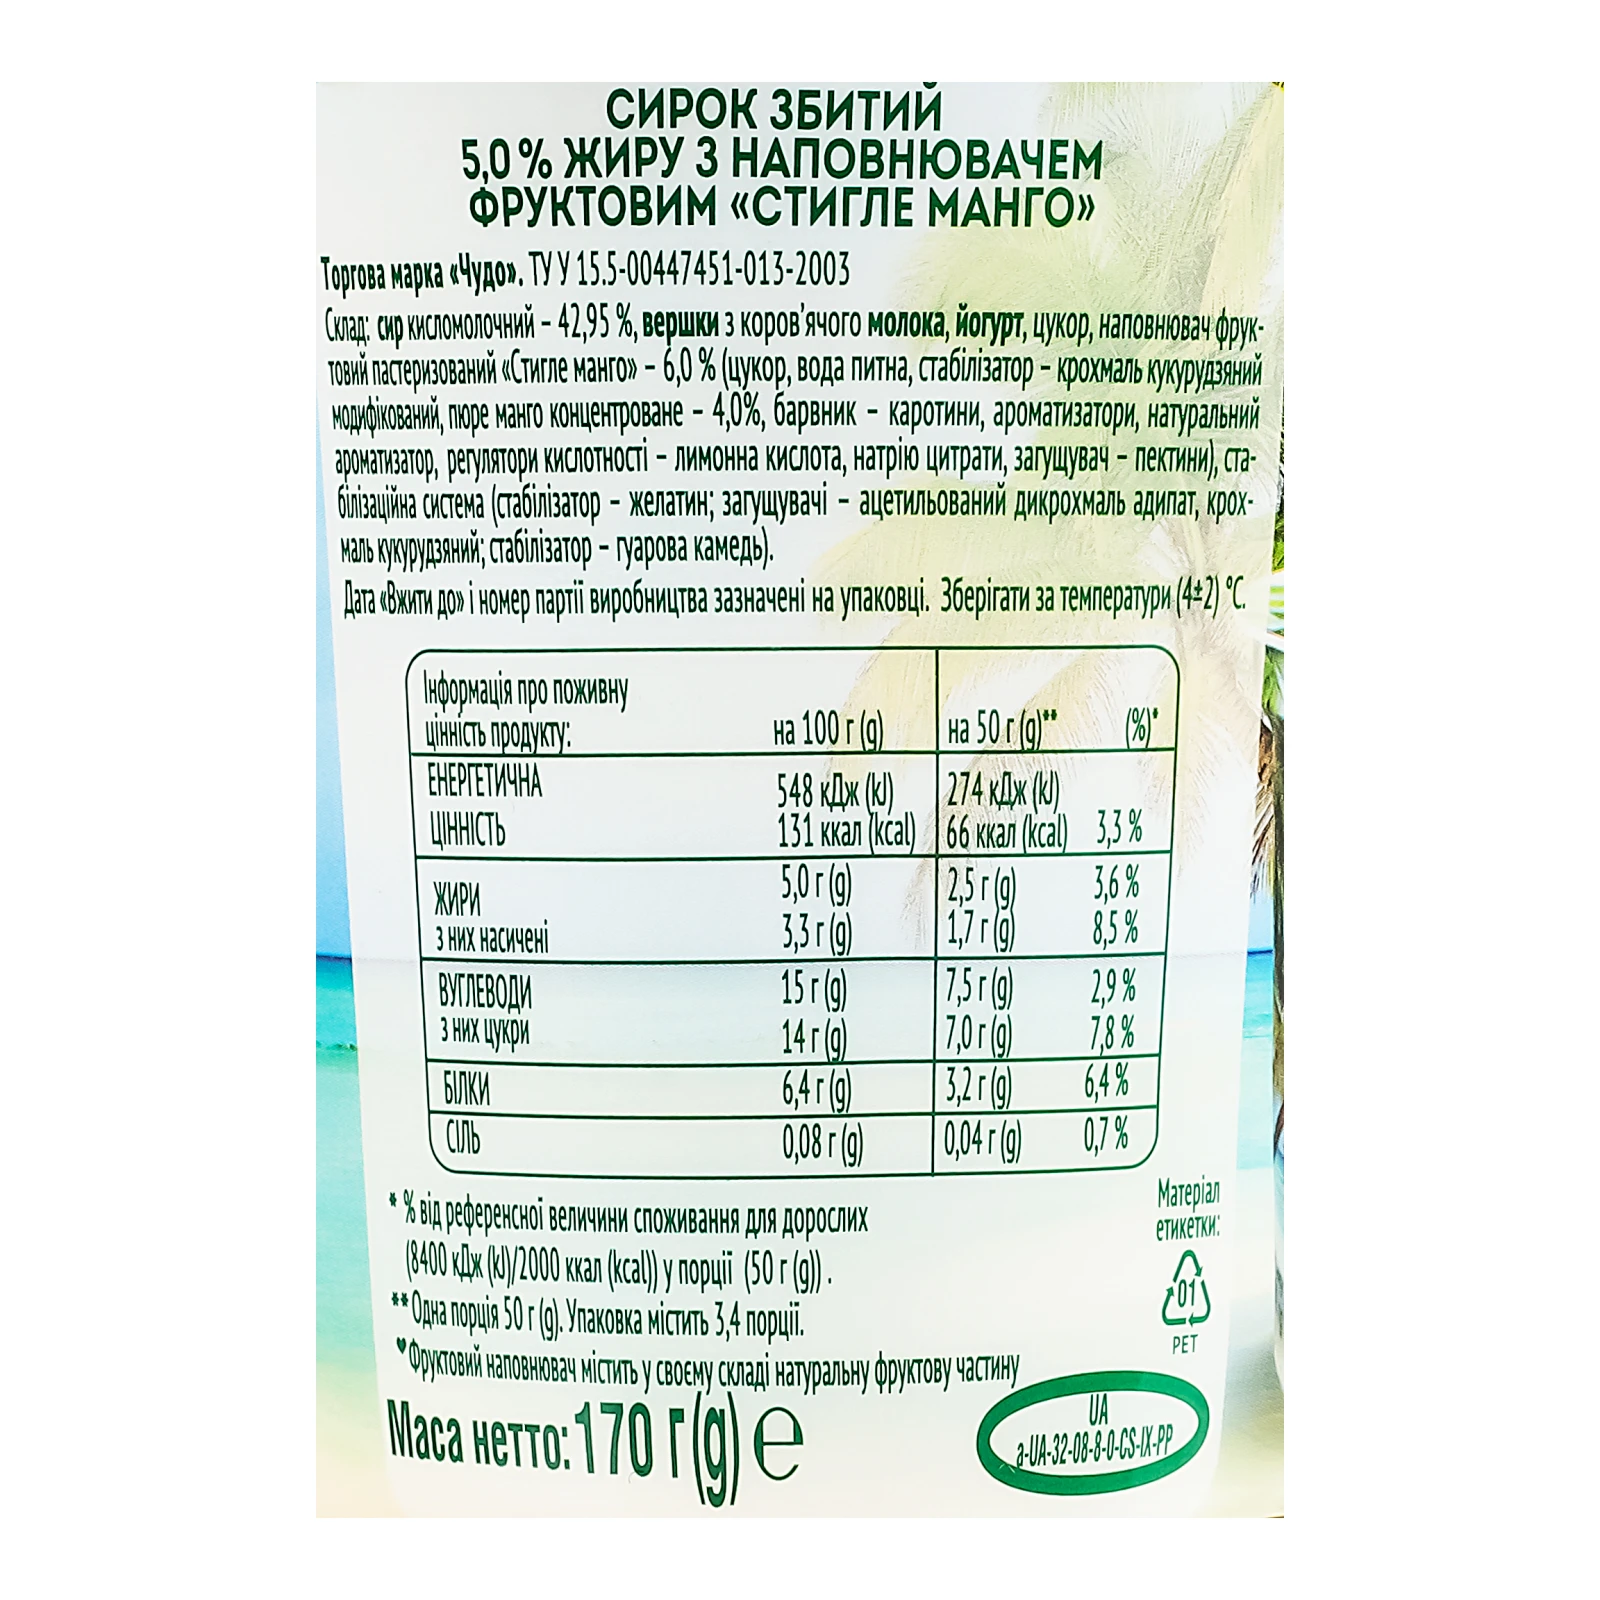 СИРОК ЗБИТИЙ
5,0 % ЖИРУ З НАПОВНЮВАЧЕМ
ФРУКТОВИМ «СТИГЛЕ МАНГО»
Торгова марка «Чудо». ТУ У 15.5-00447451-013-2003
Склад: сир кисломолочний – 42,95 %, вершки з коров’ячого молока, йогурт, цукор, наповнювач фрук-
товий пастеризований «Стигле манго» – 6,0 % (цукор, вода питна, стабілізатор – крохмаль кукурудзяний
модифікований, пюре манго концентроване – 4,0%, барвник – каротини, ароматизатори, натуральний
ароматизатор, регулятори кислотності – лимонна кислота, натрію цитрати, загущувач – пектини), ста-
білізаційна система (стабілізатор – желатин; загущувачі – ацетильований дикрохмаль адипат, крох-
маль кукурудзяний; стабілізатор – гуарова камедь).
Дата «Вжити до» і номер партії виробництва зазначені на упаковці. Зберігати за температури (4±2) °С.
Інформація про поживну
цінність продукту: на 100 г (g) на 50 г (g)** (%)*
ЕНЕРГЕТИЧНА 548 кДж (kJ) 274 кДж (kJ)
ЦІННІСТЬ 131 ккал (kcal) 66 ккал (kcal) 3,3 %
ЖИРИ 5,0 г (g) 2,5 г (g) 3,6 %
з них насичені 3,3 г (g) 1,7 г (g) 8,5 %
ВУГЛЕВОДИ 15 г (g) 7,5 г (g) 2,9 %
з них цукри 14 г (g) 7,0 г (g) 7,8 %
БІЛКИ 6,4 г (g) 3,2 г (g) 6,4 %
СІЛЬ 0,08 г (g) 0,04 г (g) 0,7 %
* % від референсної величини споживання для дорослих
(8400 кДж (kJ)/2000 ккал (kcal)) у порції (50 г (g)) .
** Одна порція 50 г (g). Упаковка містить 3,4 порції.
♥ Фруктовий наповнювач містить у своєму складі натуральну фруктову частину
Маса нетто: 170 г (g) ℮
Матеріал
етикетки:
01
PET
UA
a-UA-32-08-8-0-CS-IX-PP